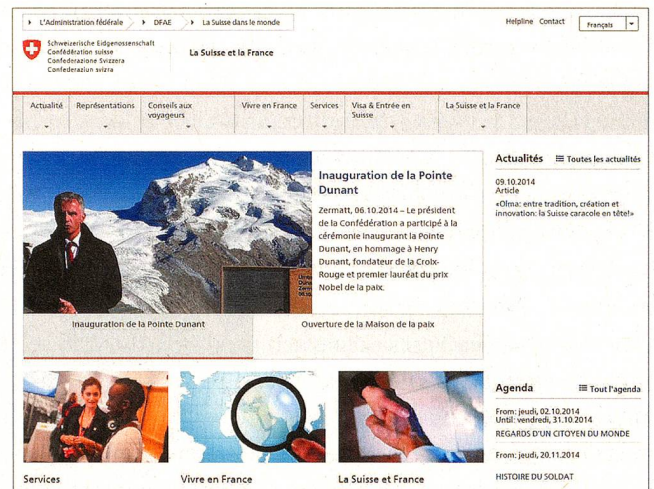 L'Administration fédérale DFAE La Suisse dans le monde
Helpline Contact Français
Schweizerische Eidgenossenschaft
Confédération suisse
Confederazione Svizzera
Confederaziun svizra
La Suisse et la France
Actualité Représentations Conseils aux voyageurs Vivre en France Services Visa & Entrée en Suisse La Suisse et la France
Inauguration de la Pointe
Dunant
Zermatt, 06.10.2014 – Le président
de la Confédération a participé à la
cérémonie inaugurant la Pointe
Dunant, en hommage à Henry
Dunant, fondateur de la Croix-
Rouge et premier lauréat du prix
Nobel de la paix.
Inauguration de la Pointe Dunant
Ouverture de la Maison de la paix
Actualités Toutes les actualités
09.10.2014
Article
«Olma: entre tradition, création et
innovation: la Suisse caracole en tête!»
Services
Vivre en France
La Suisse et France
Agenda Tout l'agenda
From: jeudi, 02.10.2014
Until: vendredi, 31.10.2014
REGARDS D'UN CITOYEN DU MONDE
From: jeudi, 20.11.2014
HISTOIRE DU SOLDAT